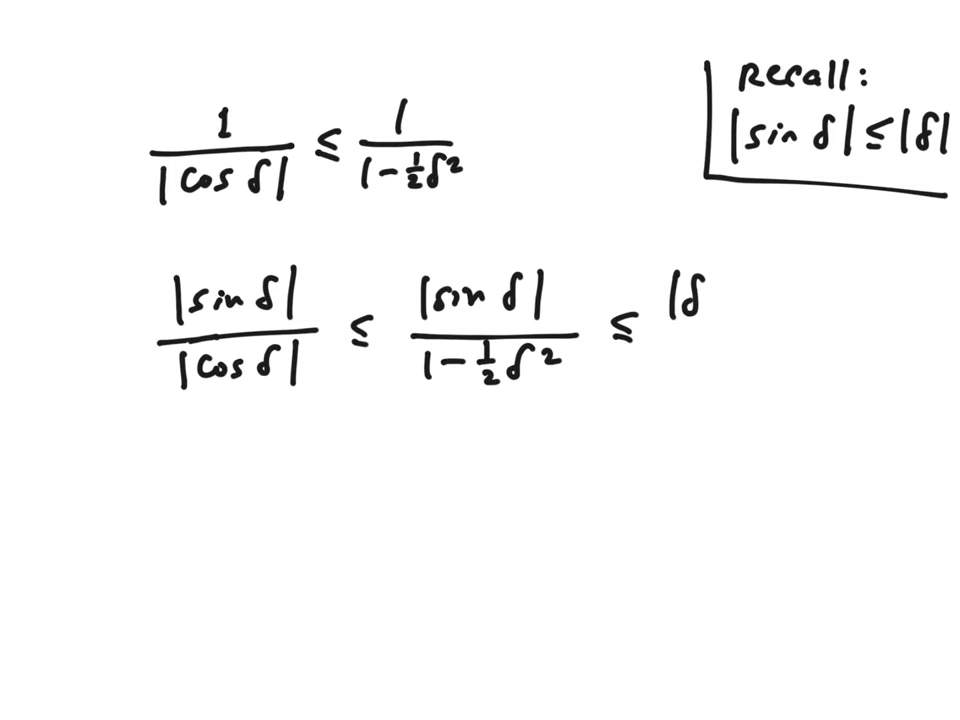 Recall:
|sin δ| ≤ |δ|
1/|cos δ| ≤ 1/(1 - ½δ²)
|sin δ|/|cos δ| ≤ |sin δ|/(1 - ½δ²) ≤ |δ